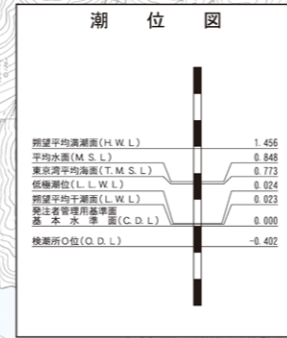 潮 位 図
朔望平均満潮面(H. W. L) 1. 456
平均水面(M. S. L) 0. 848
東京湾平均海面(T. M. S. L) 0. 773
低極潮位(L. L. W. L) 0. 024
朔望平均干潮面(L. W. L) 0. 023
発注者管理用基準面
基 本 水 準 面(C. D. L) 0. 000
検潮所O位(O. D. L) -0. 402